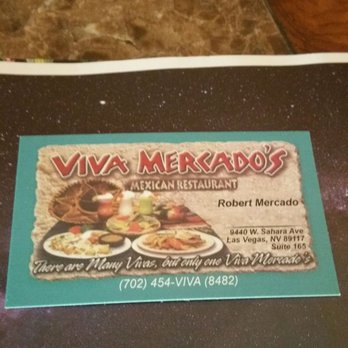 VIVA MERCADO'S
MEXICAN RESTAURANT
Robert Mercado
9440 W. Sahara Ave
Las Vegas, NV 89117
Suite 165
There are Many Vivas, but only one Viva Mercado's
(702) 454-VIVA (8482)